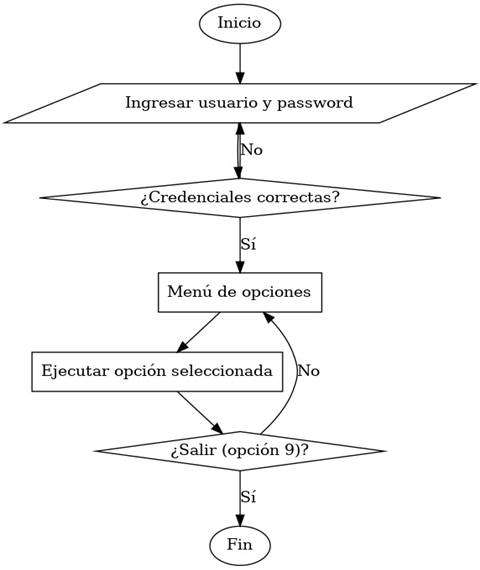 Inicio
Ingresar usuario y password
No
¿Credenciales correctas?
Sí
Menú de opciones
Ejecutar opción seleccionada
No
¿Salir (opción 9)?
Sí
Fin